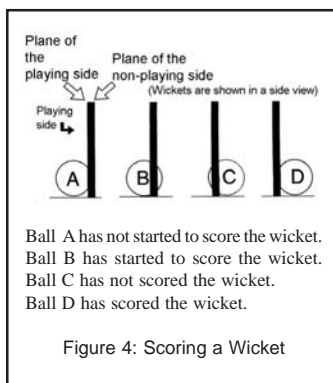 Plane of
the
playing side
Plane of the
non-playing side
(Wickets are shown in a side view)
Playing
side
A
B
C
D
Ball A has not started to score the wicket.
Ball B has started to score the wicket.
Ball C has not scored the wicket.
Ball D has scored the wicket.
Figure 4: Scoring a Wicket